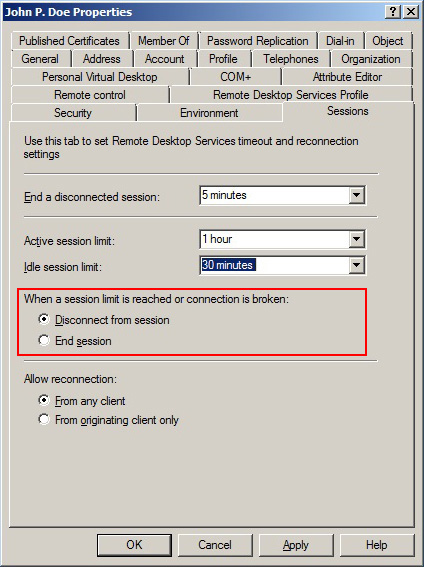 John P. Doe Properties
Published Certificates Member Of Password Replication Dial-in Object
General Address Account Profile Telephones Organization
Personal Virtual Desktop COM+ Attribute Editor
Remote control Remote Desktop Services Profile
Security Environment Sessions
Use this tab to set Remote Desktop Services timeout and reconnection
settings
End a disconnected session: 5 minutes
Active session limit: 1 hour
Idle session limit: 30 minutes
When a session limit is reached or connection is broken:
Disconnect from session
End session
Allow reconnection:
From any client
From originating client only
OK Cancel Apply Help